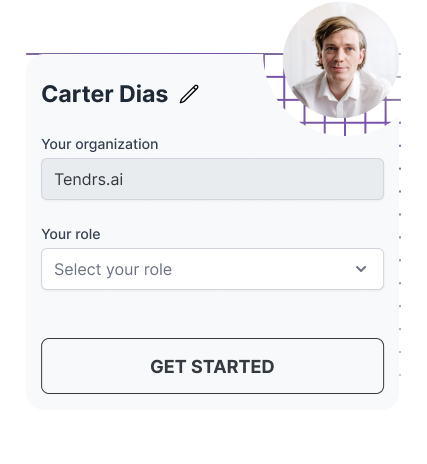 Carter Dias
Your organization
Tendrs.ai
Your role
Select your role
GET STARTED